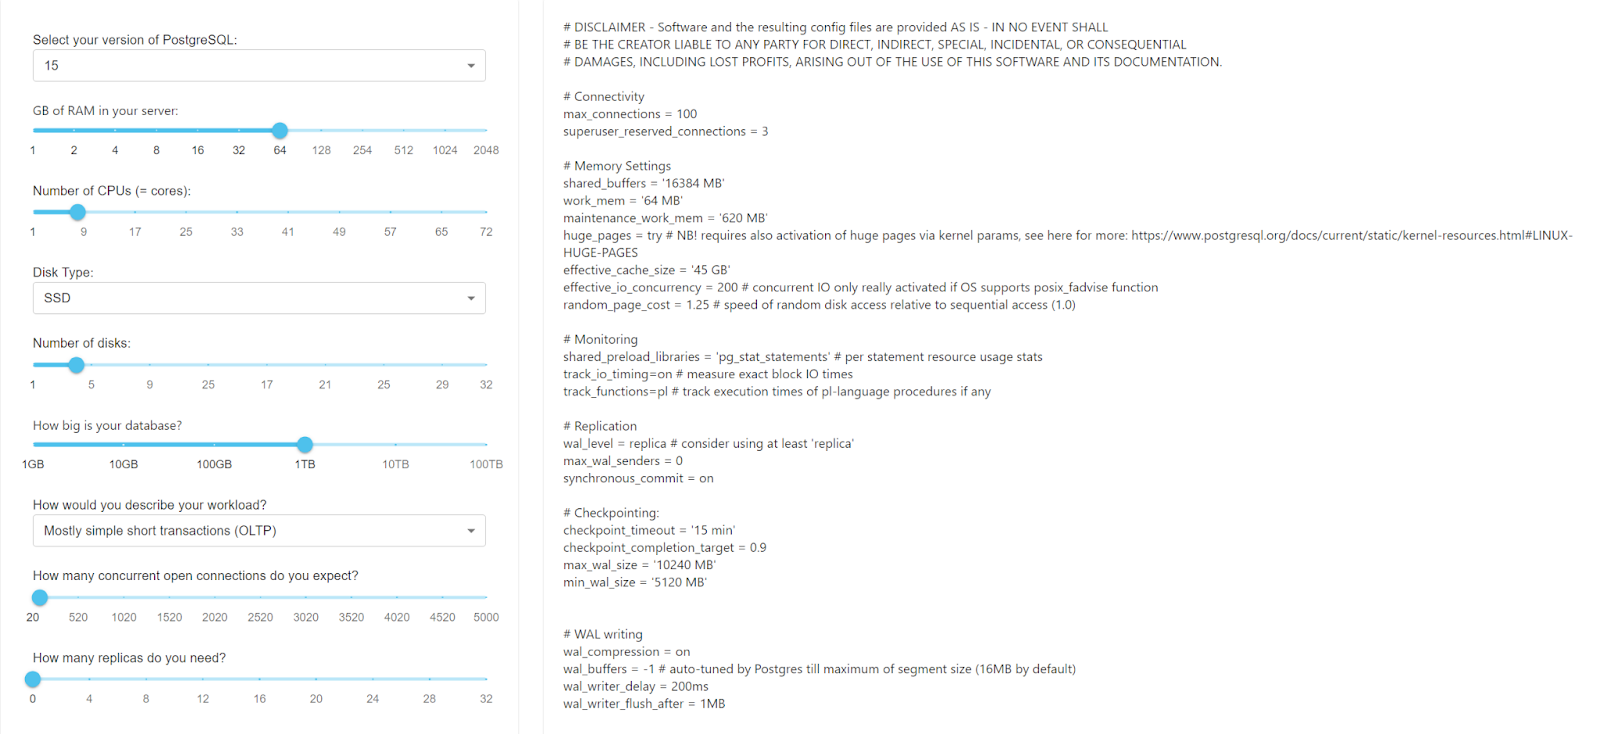 Select your version of PostgreSQL:
15
GB of RAM in your server:
1 2 4 8 16 32 64 128 254 512 1024 2048
Number of CPUs (= cores):
1 9 17 25 33 41 49 57 65 72
Disk Type:
SSD
Number of disks:
1 5 9 25 17 21 25 29 32
How big is your database?
1GB 10GB 100GB 1TB 10TB 100TB
How would you describe your workload?
Mostly simple short transactions (OLTP)
How many concurrent open connections do you expect?
20 520 1020 1520 2020 2520 3020 3520 4020 4520 5000
How many replicas do you need?
0 4 8 12 16 20 24 28 32
# DISCLAIMER - Software and the resulting config files are provided AS IS - IN NO EVENT SHALL
# BE THE CREATOR LIABLE TO ANY PARTY FOR DIRECT, INDIRECT, SPECIAL, INCIDENTAL, OR CONSEQUENTIAL
# DAMAGES, INCLUDING LOST PROFITS, ARISING OUT OF THE USE OF THIS SOFTWARE AND ITS DOCUMENTATION.
# Connectivity
max_connections = 100
superuser_reserved_connections = 3
# Memory Settings
shared_buffers = '16384 MB'
work_mem = '64 MB'
maintenance_work_mem = '620 MB'
huge_pages = try # NB! requires also activation of huge pages via kernel params, see here for more: https://www.postgresql.org/docs/current/static/kernel-resources.html#LINUX-
HUGE-PAGES
effective_cache_size = '45 GB'
effective_io_concurrency = 200 # concurrent IO only really activated if OS supports posix_fadvise function
random_page_cost = 1.25 # speed of random disk access relative to sequential access (1.0)
# Monitoring
shared_preload_libraries = 'pg_stat_statements' # per statement resource usage stats
track_io_timing=on # measure exact block IO times
track_functions=pl # track execution times of pl-language procedures if any
# Replication
wal_level = replica # consider using at least 'replica'
max_wal_senders = 0
synchronous_commit = on
# Checkpointing:
checkpoint_timeout = '15 min'
checkpoint_completion_target = 0.9
max_wal_size = '10240 MB'
min_wal_size = '5120 MB'
# WAL writing
wal_compression = on
wal_buffers = -1 # auto-tuned by Postgres till maximum of segment size (16MB by default)
wal_writer_delay = 200ms
wal_writer_flush_after = 1MB